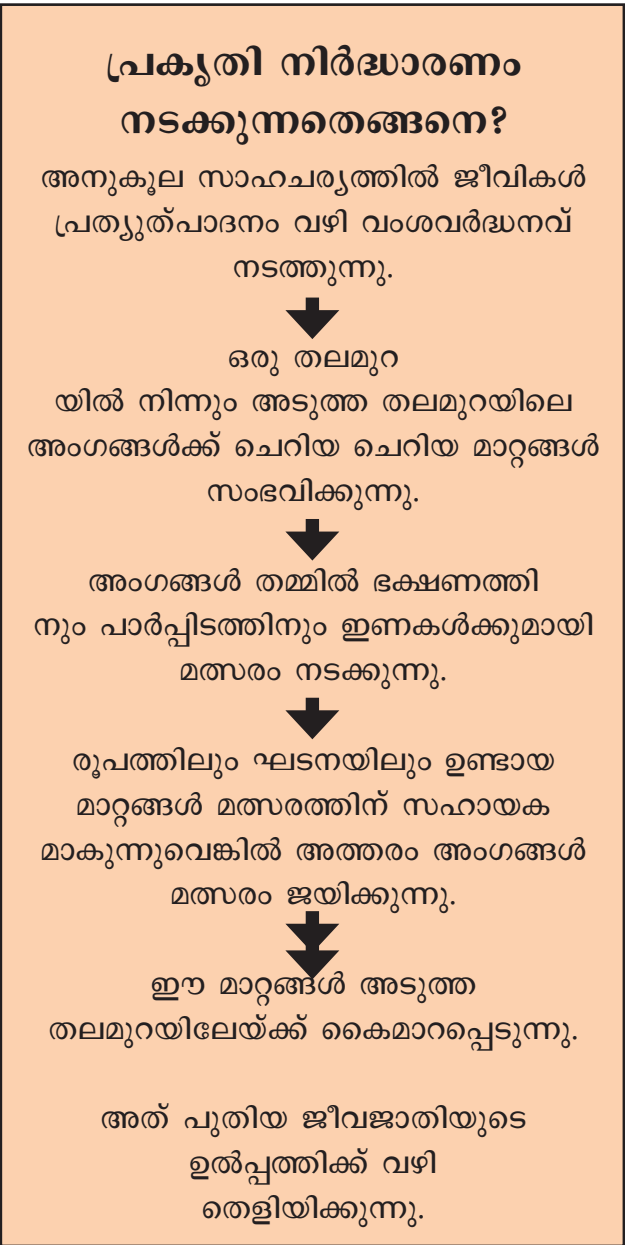 പ്രകൃതി നിർദ്ധാരണം
നടക്കുന്നതെങ്ങനെ?
അനുകൂല സാഹചര്യത്തിൽ ജീവികൾ
പ്രത്യുത്പാദനം വഴി വംശവർദ്ധനവ്
നടത്തുന്നു.
ഒരു തലമുറ
യിൽ നിന്നും അടുത്ത തലമുറയിലെ
അംഗങ്ങൾക്ക് ചെറിയ ചെറിയ മാറ്റങ്ങൾ
സംഭവിക്കുന്നു.
അംഗങ്ങൾ തമ്മിൽ ഭക്ഷണത്തി
നും പാർപ്പിടത്തിനും ഇണകൾക്കുമായി
മത്സരം നടക്കുന്നു.
രൂപത്തിലും ഘടനയിലും ഉണ്ടായ
മാറ്റങ്ങൾ മത്സരത്തിന് സഹായക
മാകുന്നുവെങ്കിൽ അത്തരം അംഗങ്ങൾ
മത്സരം ജയിക്കുന്നു.
ഈ മാറ്റങ്ങൾ അടുത്ത
തലമുറയിലേയ്ക്ക് കൈമാറപ്പെടുന്നു.
അത് പുതിയ ജീവജാതിയുടെ
ഉൽപ്പത്തിക്ക് വഴി
തെളിയിക്കുന്നു.